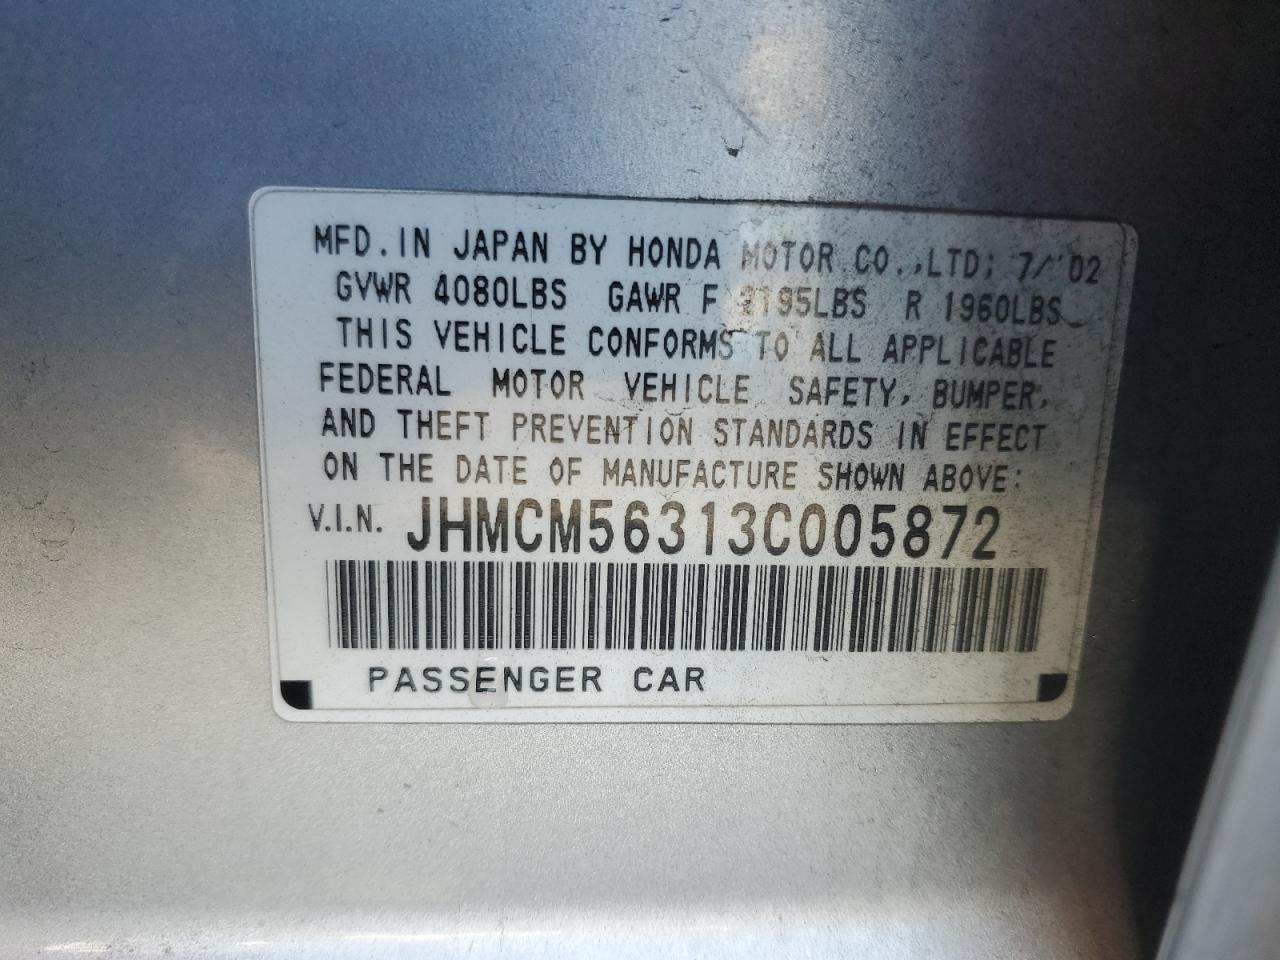 MFD. IN JAPAN BY HONDA MOTOR CO., LTD; 7/'02
GVWR 4080LBS GAWR F 2195LBS R 1960LBS
THIS VEHICLE CONFORMS TO ALL APPLICABLE
FEDERAL MOTOR VEHICLE SAFETY, BUMPER,
AND THEFT PREVENTION STANDARDS IN EFFECT
ON THE DATE OF MANUFACTURE SHOWN ABOVE:
V.I.N. JHMCM56313C005872
PASSENGER CAR